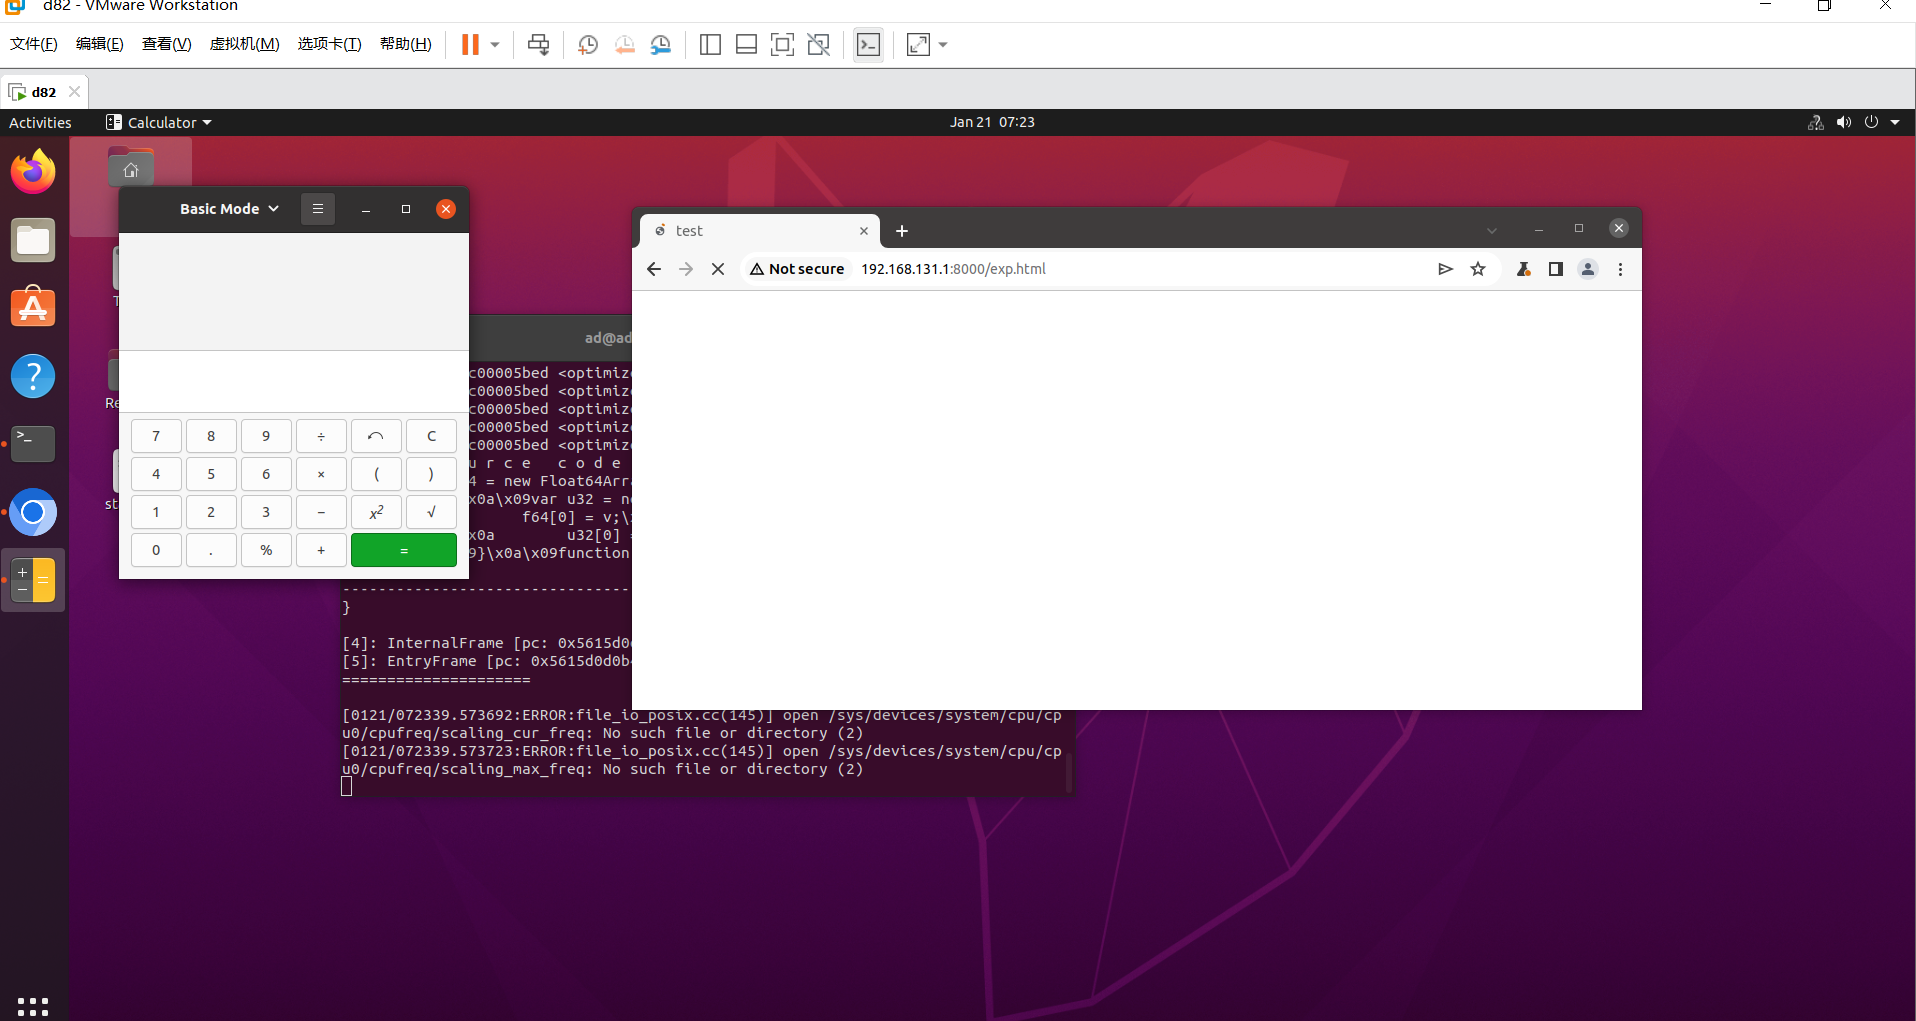 d82 - VMware Workstation
文件(F) 编辑(E) 查看(V) 虚拟机(M) 选项卡(T) 帮助(H)
d82
Activities Calculator Jan 21 07:23
Basic Mode
test
Not secure 192.168.131.1:8000/exp.html
ad@ad
c00005bed <optimiz
c00005bed <optimiz
c00005bed <optimiz
c00005bed <optimiz
c00005bed <optimiz
u r c e c o d e
4 = new Float64Arr
x0a\x09var u32 = n
f64[0] = v;\
x0a u32[0] =
9}\x0a\x09function
7 8 9 ÷ C
4 5 6 × ( )
1 2 3 − x² √
0 . % + =
--------------------------------
}
[4]: InternalFrame [pc: 0x5615d0
[5]: EntryFrame [pc: 0x5615d0d0b
=====================
[0121/072339.573692:ERROR:file_io_posix.cc(145)] open /sys/devices/system/cpu/cp
u0/cpufreq/scaling_cur_freq: No such file or directory (2)
[0121/072339.573723:ERROR:file_io_posix.cc(145)] open /sys/devices/system/cpu/cp
u0/cpufreq/scaling_max_freq: No such file or directory (2)
T
Re
st